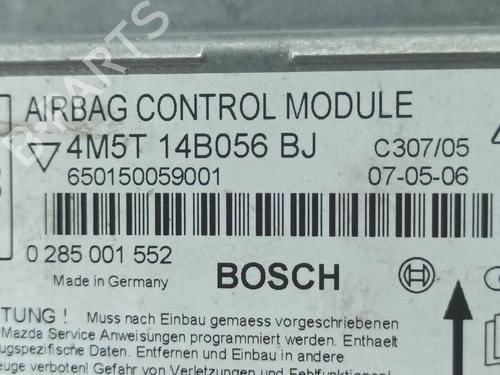 AIRBAG CONTROL MODULE
4M5T 14B056 BJ C307/05
650150059001 07-05-06
0 285 001 552
Made in Germany BOSCH
TUNG ! Muss nach Einbau gemaess vorgeschriebenen
Mazda Service Anweisungen programmiert werden. Enthaelt
ugspezifische Daten. Entfernen und Einbau in andere
euge verboten! Gefahr von Verletzungen und Fehlfunktionen!